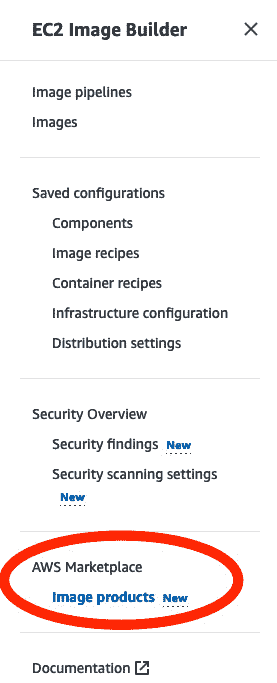 EC2 Image Builder
Image pipelines
Images
Saved configurations
Components
Image recipes
Container recipes
Infrastructure configuration
Distribution settings
Security Overview
Security findings New
Security scanning settings
New
AWS Marketplace
Image products New
Documentation